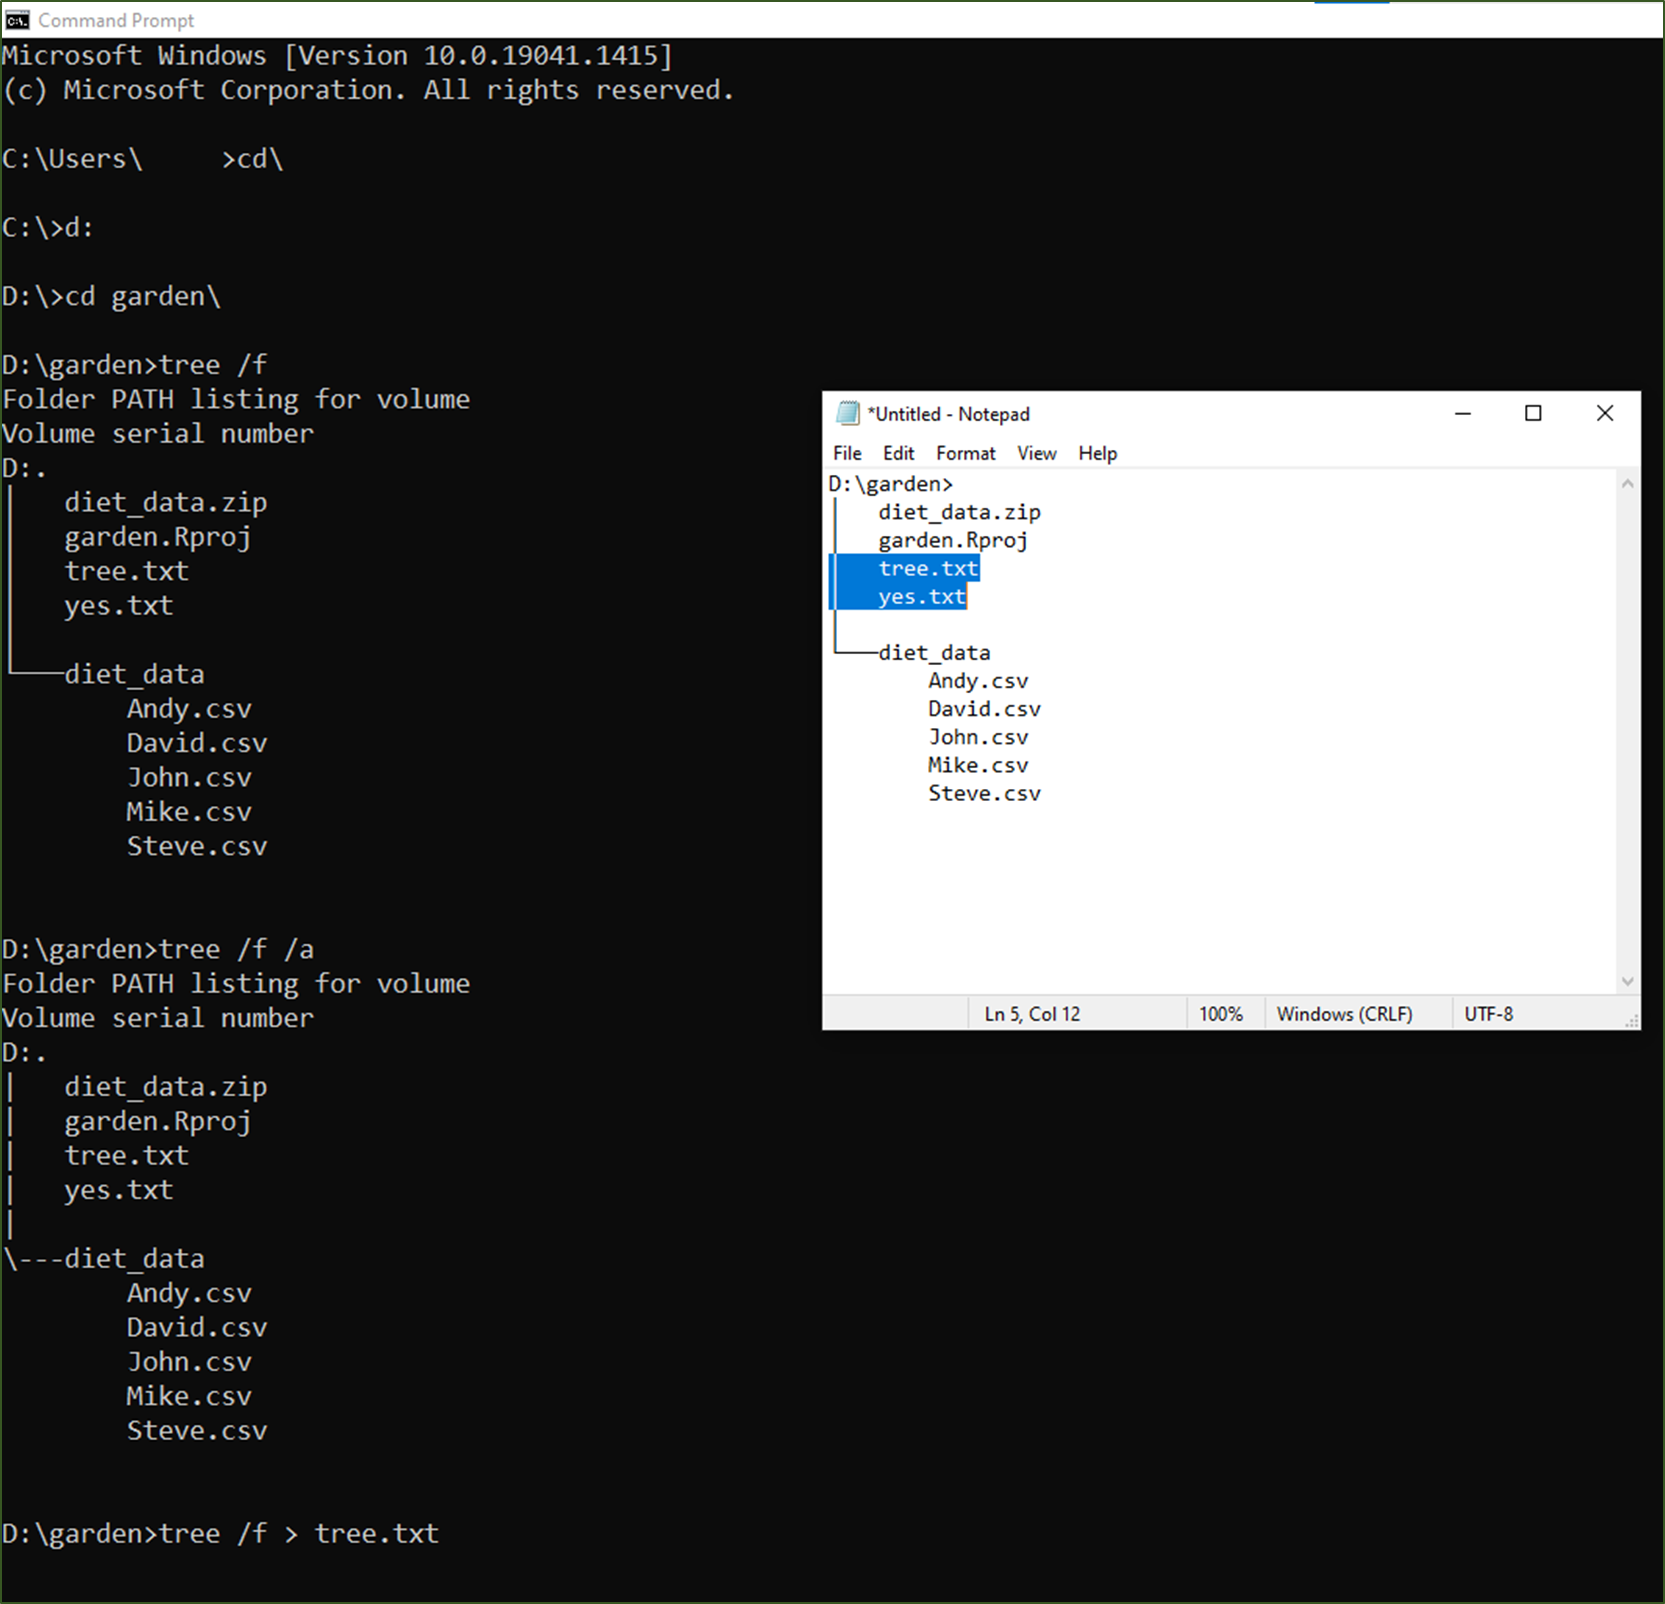 Command Prompt
Microsoft Windows [Version 10.0.19041.1415]
(c) Microsoft Corporation. All rights reserved.
C:\Users\     >cd\
C:\>d:
D:\>cd garden\
D:\garden>tree /f
Folder PATH listing for volume
Volume serial number
D:.
│   diet_data.zip
│   garden.Rproj
│   tree.txt
│   yes.txt
│
└───diet_data
        Andy.csv
        David.csv
        John.csv
        Mike.csv
        Steve.csv
D:\garden>tree /f /a
Folder PATH listing for volume
Volume serial number
D:.
|   diet_data.zip
|   garden.Rproj
|   tree.txt
|   yes.txt
|
\---diet_data
        Andy.csv
        David.csv
        John.csv
        Mike.csv
        Steve.csv
D:\garden>tree /f > tree.txt
*Untitled - Notepad
File Edit Format View Help
D:\garden>
│   diet_data.zip
│   garden.Rproj
│   tree.txt
│   yes.txt
│
└───diet_data
        Andy.csv
        David.csv
        John.csv
        Mike.csv
        Steve.csv
Ln 5, Col 12 100% Windows (CRLF) UTF-8